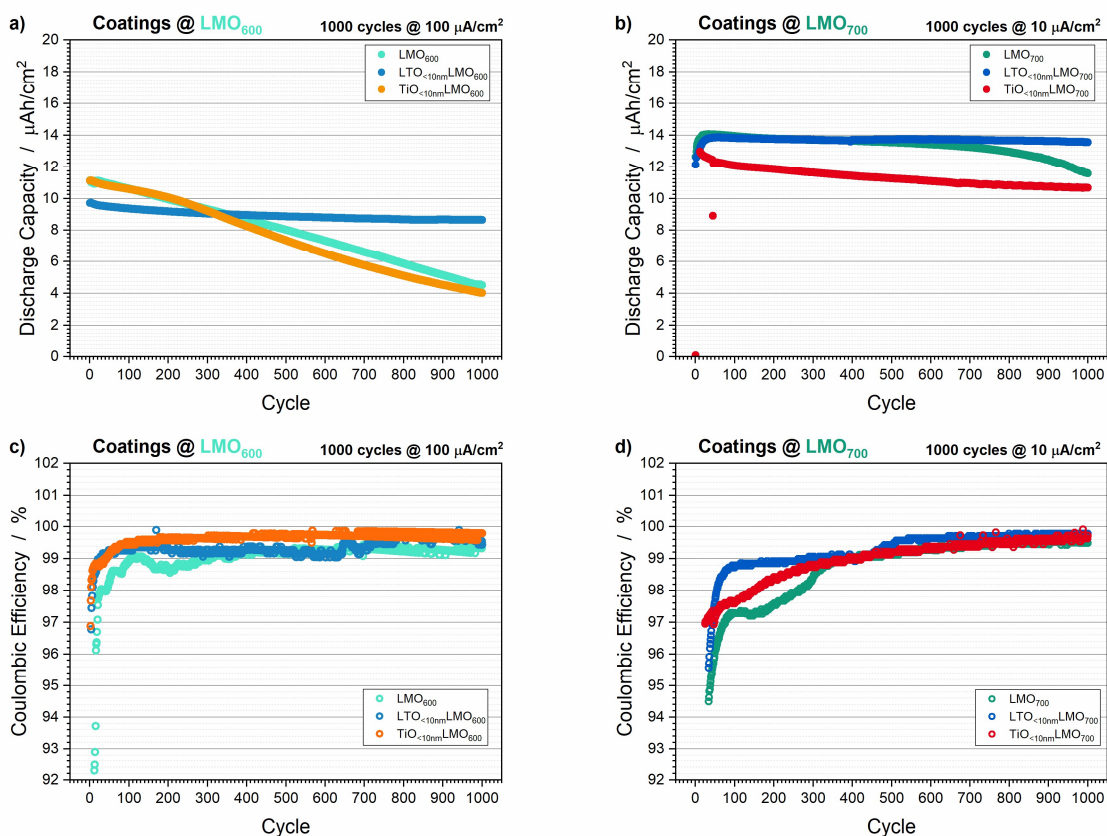 a) Coatings @ LMO600 1000 cycles @ 100 μA/cm2
20
18
16
14
12
10
8
6
4
2
0
Discharge Capacity / μAh/cm2
LMO600
LTO<10nmLMO600
TiO<10nmLMO600
0 100 200 300 400 500 600 700 800 900 1000
Cycle
b) Coatings @ LMO700 1000 cycles @ 10 μA/cm2
20
18
16
14
12
10
8
6
4
2
0
Discharge Capacity / μAh/cm2
LMO700
LTO<10nmLMO700
TiO<10nmLMO700
0 100 200 300 400 500 600 700 800 900 1000
Cycle
c) Coatings @ LMO600 1000 cycles @ 100 μA/cm2
102
101
100
99
98
97
96
95
94
93
92
Coulombic Efficiency / %
LMO600
LTO<10nmLMO600
TiO<10nmLMO600
0 100 200 300 400 500 600 700 800 900 1000
Cycle
d) Coatings @ LMO700 1000 cycles @ 10 μA/cm2
102
101
100
99
98
97
96
95
94
93
92
Coulombic Efficiency / %
LMO700
LTO<10nmLMO700
TiO<10nmLMO700
0 100 200 300 400 500 600 700 800 900 1000
Cycle